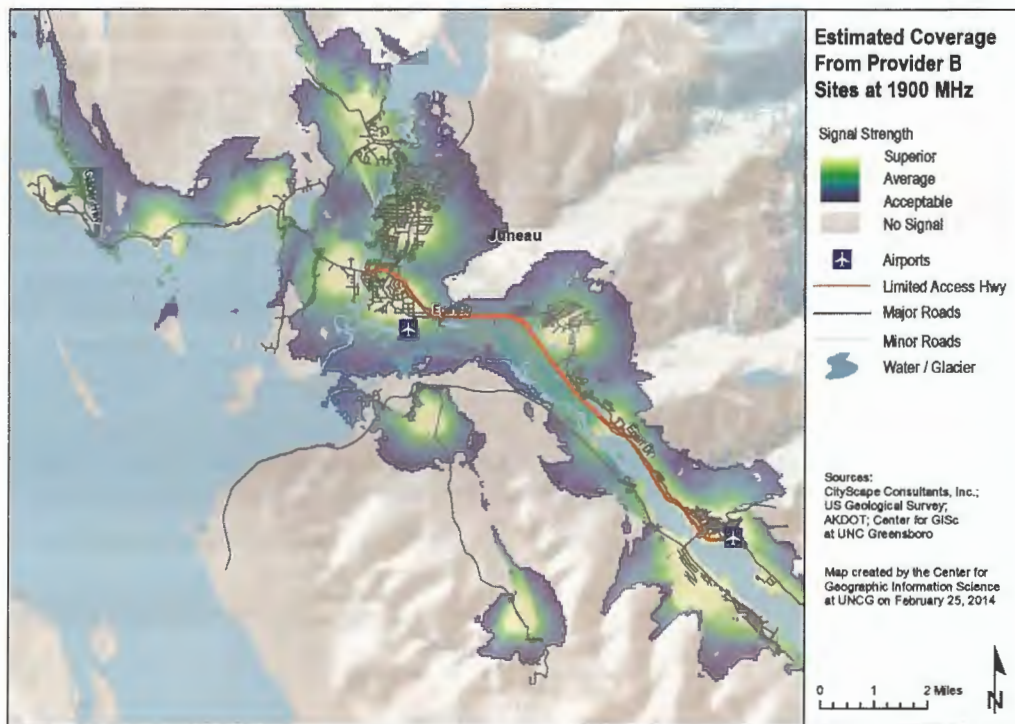 Estimated Coverage
From Provider B
Sites at 1900 MHz
Signal Strength
Superior
Average
Acceptable
No Signal
Airports
Limited Access Hwy
Major Roads
Minor Roads
Water / Glacier
Sources:
CityScape Consultants, Inc.;
US Geological Survey;
AKDOT; Center for GISc
at UNC Greensboro
Map created by the Center for
Geographic Information Science
at UNCG on February 25, 2014
0 1 2 Miles
N
Juneau
Egan Dr